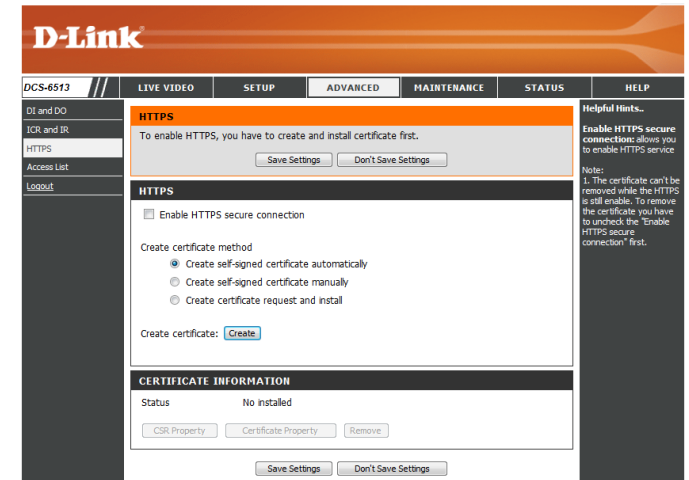 D-Link
DCS-6513
LIVE VIDEO
SETUP
ADVANCED
MAINTENANCE
STATUS
HELP
DI and DO
ICR and IR
HTTPS
Access List
Logout
HTTPS
To enable HTTPS, you have to create and install certificate first.
Save Settings
Don't Save Settings
HTTPS
Enable HTTPS secure connection
Create certificate method
Create self-signed certificate automatically
Create self-signed certificate manually
Create certificate request and install
Create certificate: Create
CERTIFICATE INFORMATION
Status No installed
CSR Property
Certificate Property
Remove
Save Settings
Don't Save Settings
Helpful Hints..
Enable HTTPS secure
connection: allows you
to enable HTTPS service
Note:
1. The certificate can't be
removed while the HTTPS
is still enable. To remove
the certificate you have
to uncheck the "Enable
HTTPS secure
connection" first.